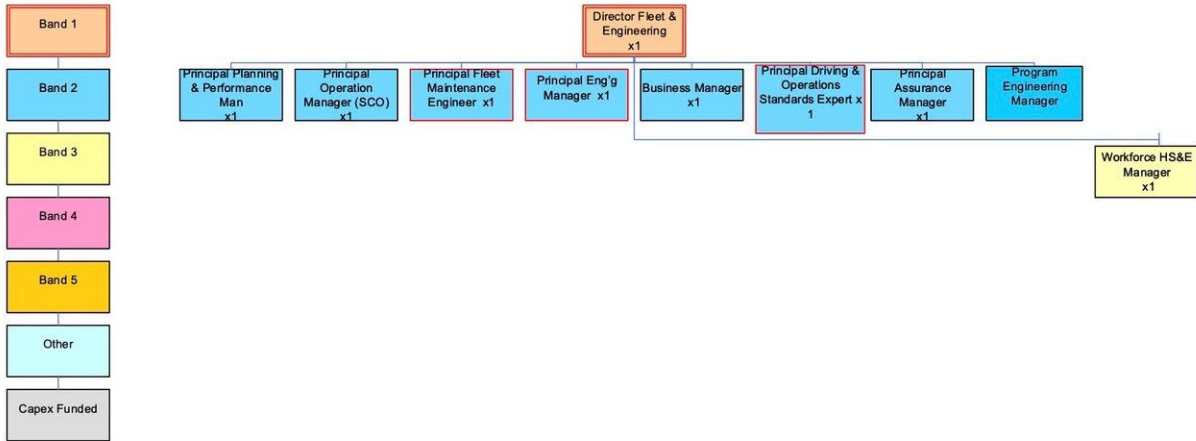 Band 1
Band 2
Band 3
Band 4
Band 5
Other
Capex Funded
Director Fleet &
Engineering
x1
Principal Planning
& Performance
Man
x1
Principal
Operation
Manager (SCO)
x1
Principal Fleet
Maintenance
Engineer x1
Principal Eng'g
Manager x1
Business Manager
x1
Principal Driving &
Operations
Standards Expert x
1
Principal
Assurance
Manager
x1
Program
Engineering
Manager
Workforce HS&E
Manager
x1